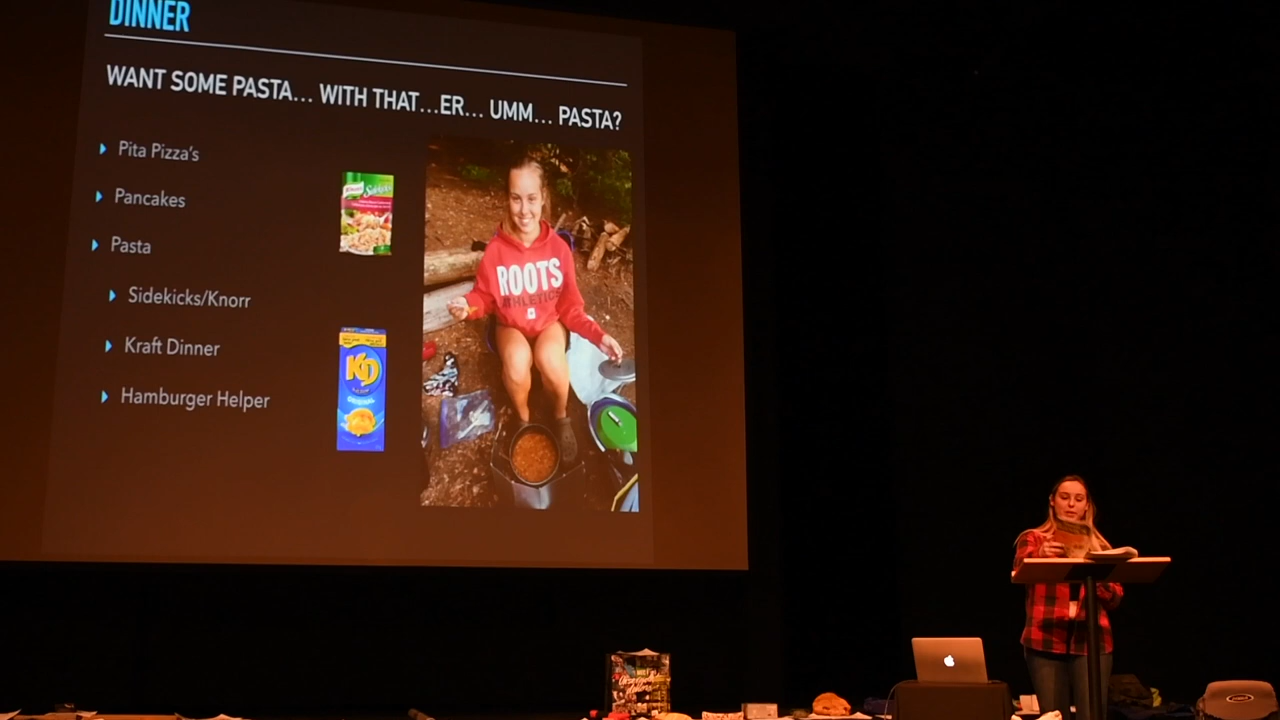 DINNER
WANT SOME PASTA... WITH THAT...ER... UMM... PASTA?
Pita Pizza's
Pancakes
Pasta
Sidekicks/Knorr
Kraft Dinner
Hamburger Helper
Knorr
Sidekicks
KD
ORIGINAL
ROOTS
ATHLETICS